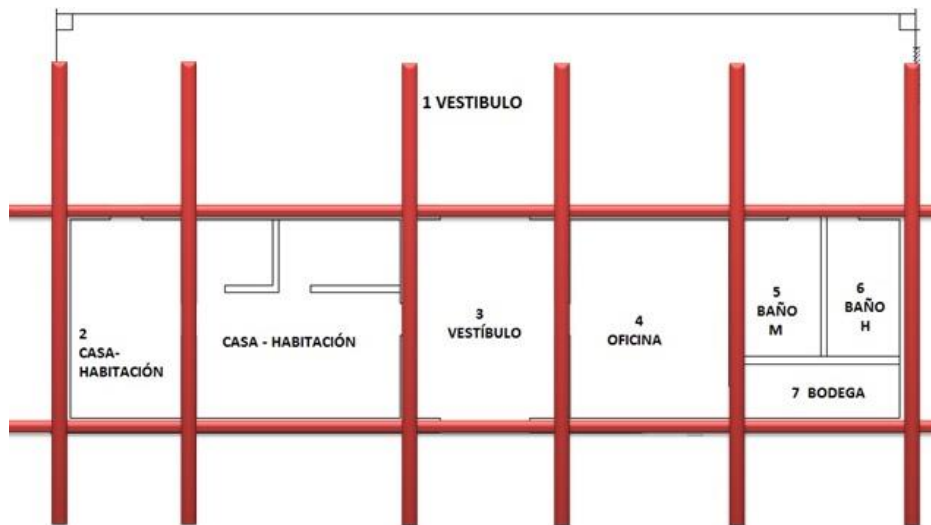 1 VESTIBULO
2
CASA-
HABITACIÓN
CASA - HABITACIÓN
3
VESTÍBULO
4
OFICINA
5
BAÑO
M
6
BAÑO
H
7 BODEGA